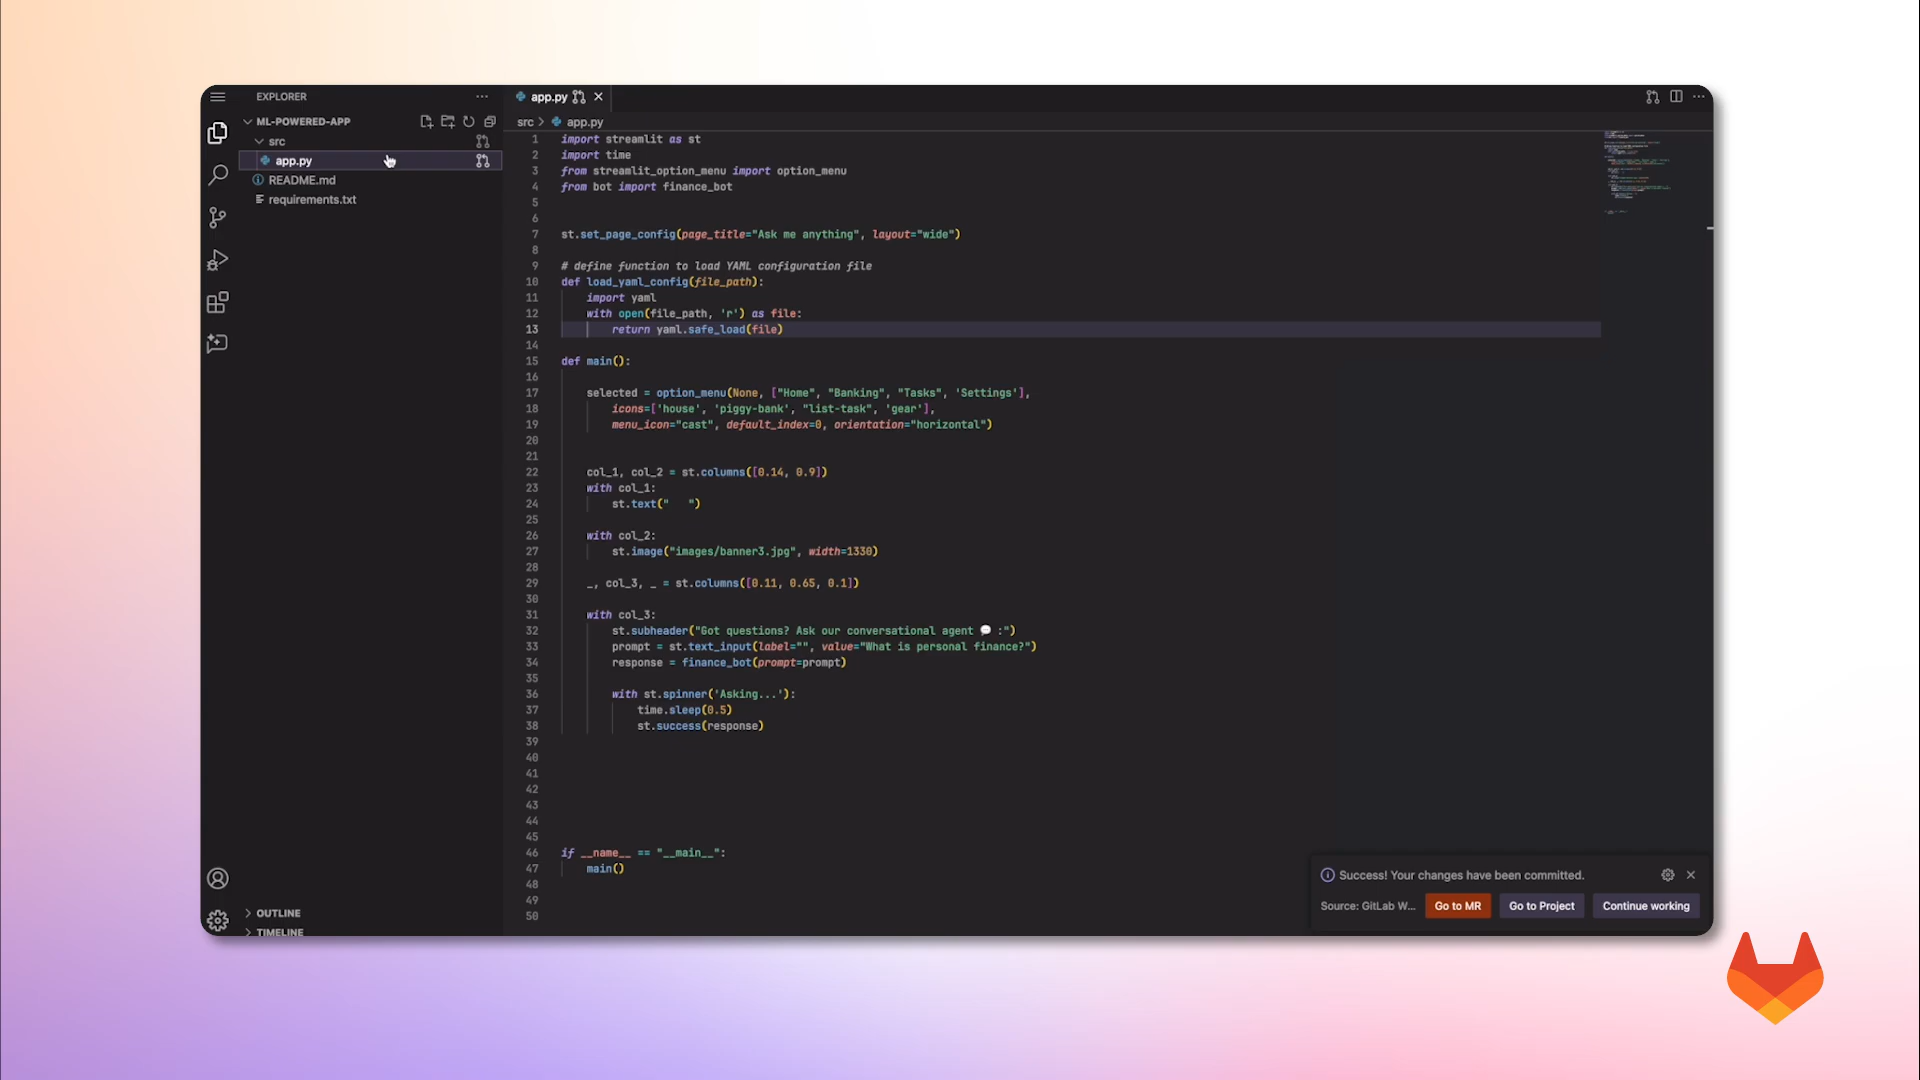 EXPLORER
ML-POWERED-APP
src
app.py
README.md
requirements.txt
OUTLINE
TIMELINE
app.py
src > app.py
1 import streamlit as st
2 import time
3 from streamlit_option_menu import option_menu
4 from bot import finance_bot
5
6
7 st.set_page_config(page_title="Ask me anything", layout="wide")
8
9 # define function to load YAML configuration file
10 def load_yaml_config(file_path):
11 import yaml
12 with open(file_path, 'r') as file:
13 return yaml.safe_load(file)
14
15 def main():
16
17 selected = option_menu(None, ["Home", "Banking", "Tasks", 'Settings'],
18 icons=['house', 'piggy-bank', "list-task", 'gear'],
19 menu_icon="cast", default_index=0, orientation="horizontal")
20
21
22 col_1, col_2 = st.columns([0.14, 0.9])
23 with col_1:
24 st.text("   ")
25
26 with col_2:
27 st.image("images/banner3.jpg", width=1330)
28
29 _, col_3, _ = st.columns([0.11, 0.65, 0.1])
30
31 with col_3:
32 st.subheader("Got questions? Ask our conversational agent 💬 :")
33 prompt = st.text_input(label="", value="What is personal finance?")
34 response = finance_bot(prompt=prompt)
35
36 with st.spinner('Asking...'):
37 time.sleep(0.5)
38 st.success(response)
39
40
41
42
43
44
45
46 if __name__ == "__main__":
47 main()
48
49
50
Success! Your changes have been committed.
Source: GitLab W... Go to MR Go to Project Continue working